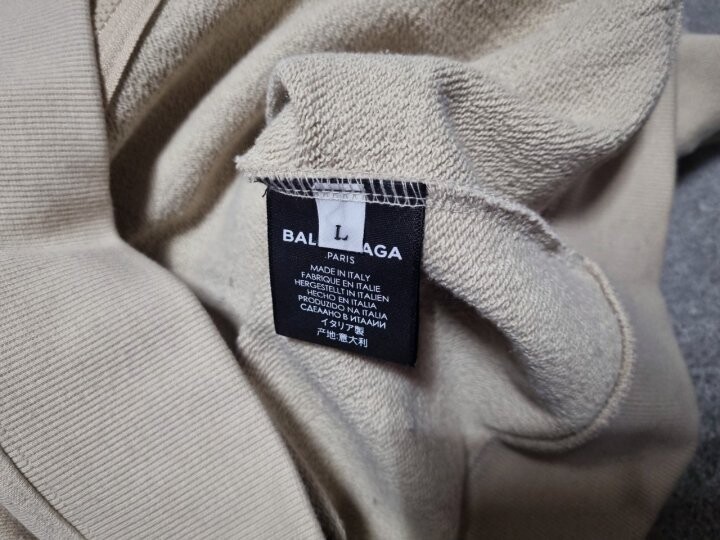 L
BAL AGA
PARIS
MADE IN ITALY
FABRIQUE EN ITALIE
HERGESTELLT IN ITALIEN
HECHO EN ITALIA
PRODUZIDO NA ITALIA
СДЕЛАНО В ИТАЛИИ
イタリア製
产地:意大利